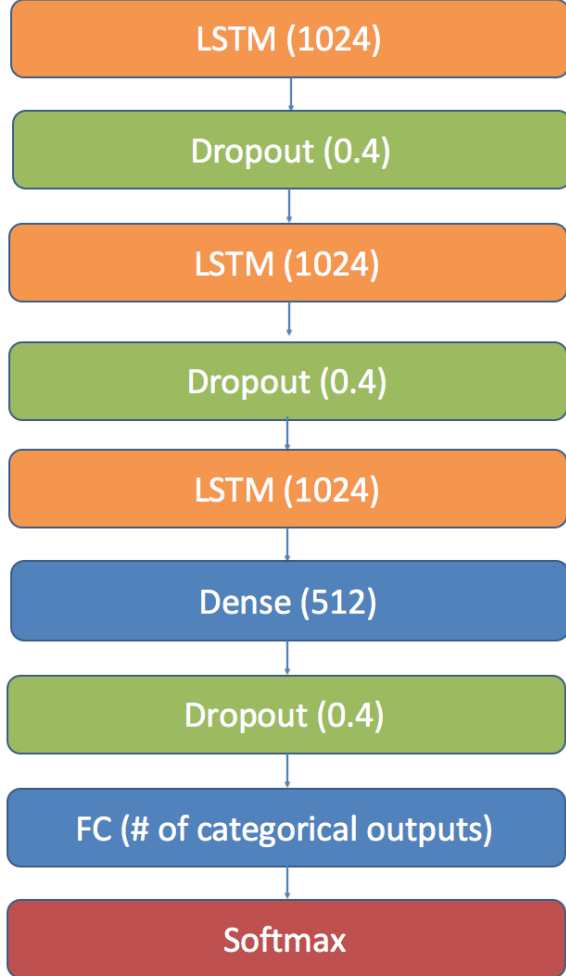 LSTM (1024)
Dropout (0.4)
LSTM (1024)
Dropout (0.4)
LSTM (1024)
Dense (512)
Dropout (0.4)
FC (# of categorical outputs)
Softmax